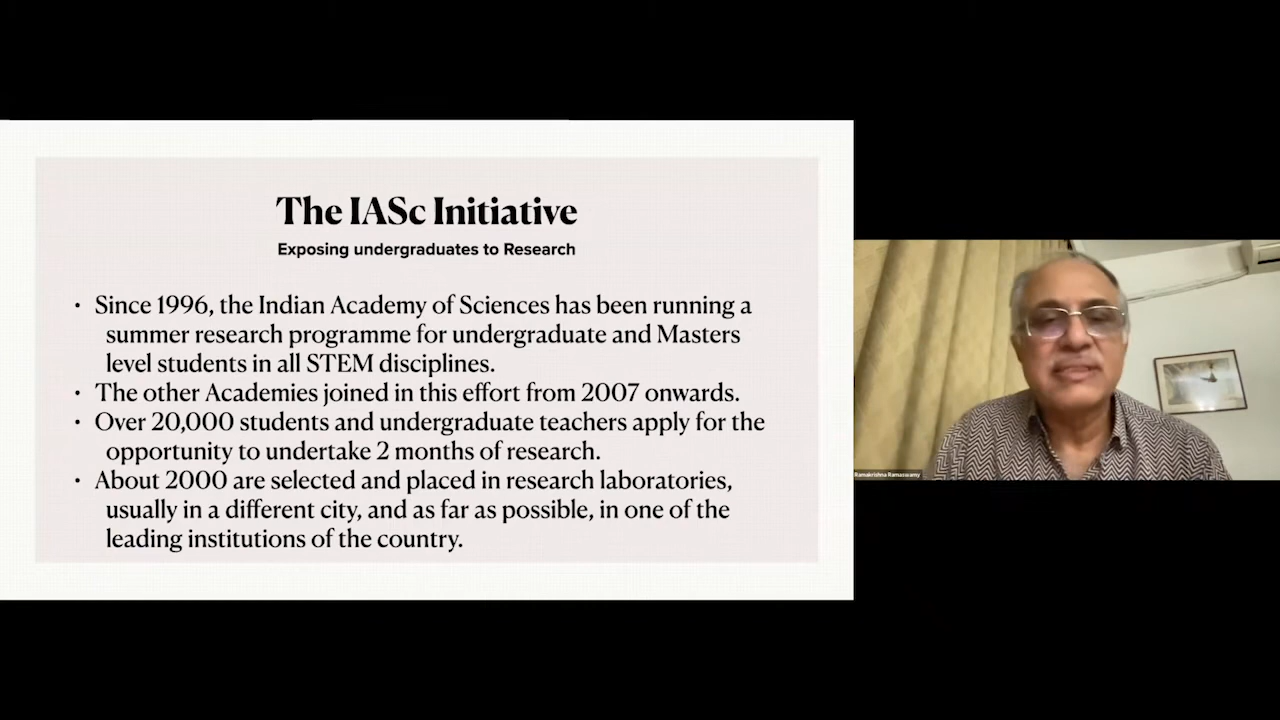 The IASc Initiative
Exposing undergraduates to Research
• Since 1996, the Indian Academy of Sciences has been running a
summer research programme for undergraduate and Masters
level students in all STEM disciplines.
• The other Academies joined in this effort from 2007 onwards.
• Over 20,000 students and undergraduate teachers apply for the
opportunity to undertake 2 months of research.
• About 2000 are selected and placed in research laboratories,
usually in a different city, and as far as possible, in one of the
leading institutions of the country.
Ramakrishna Ramaswamy